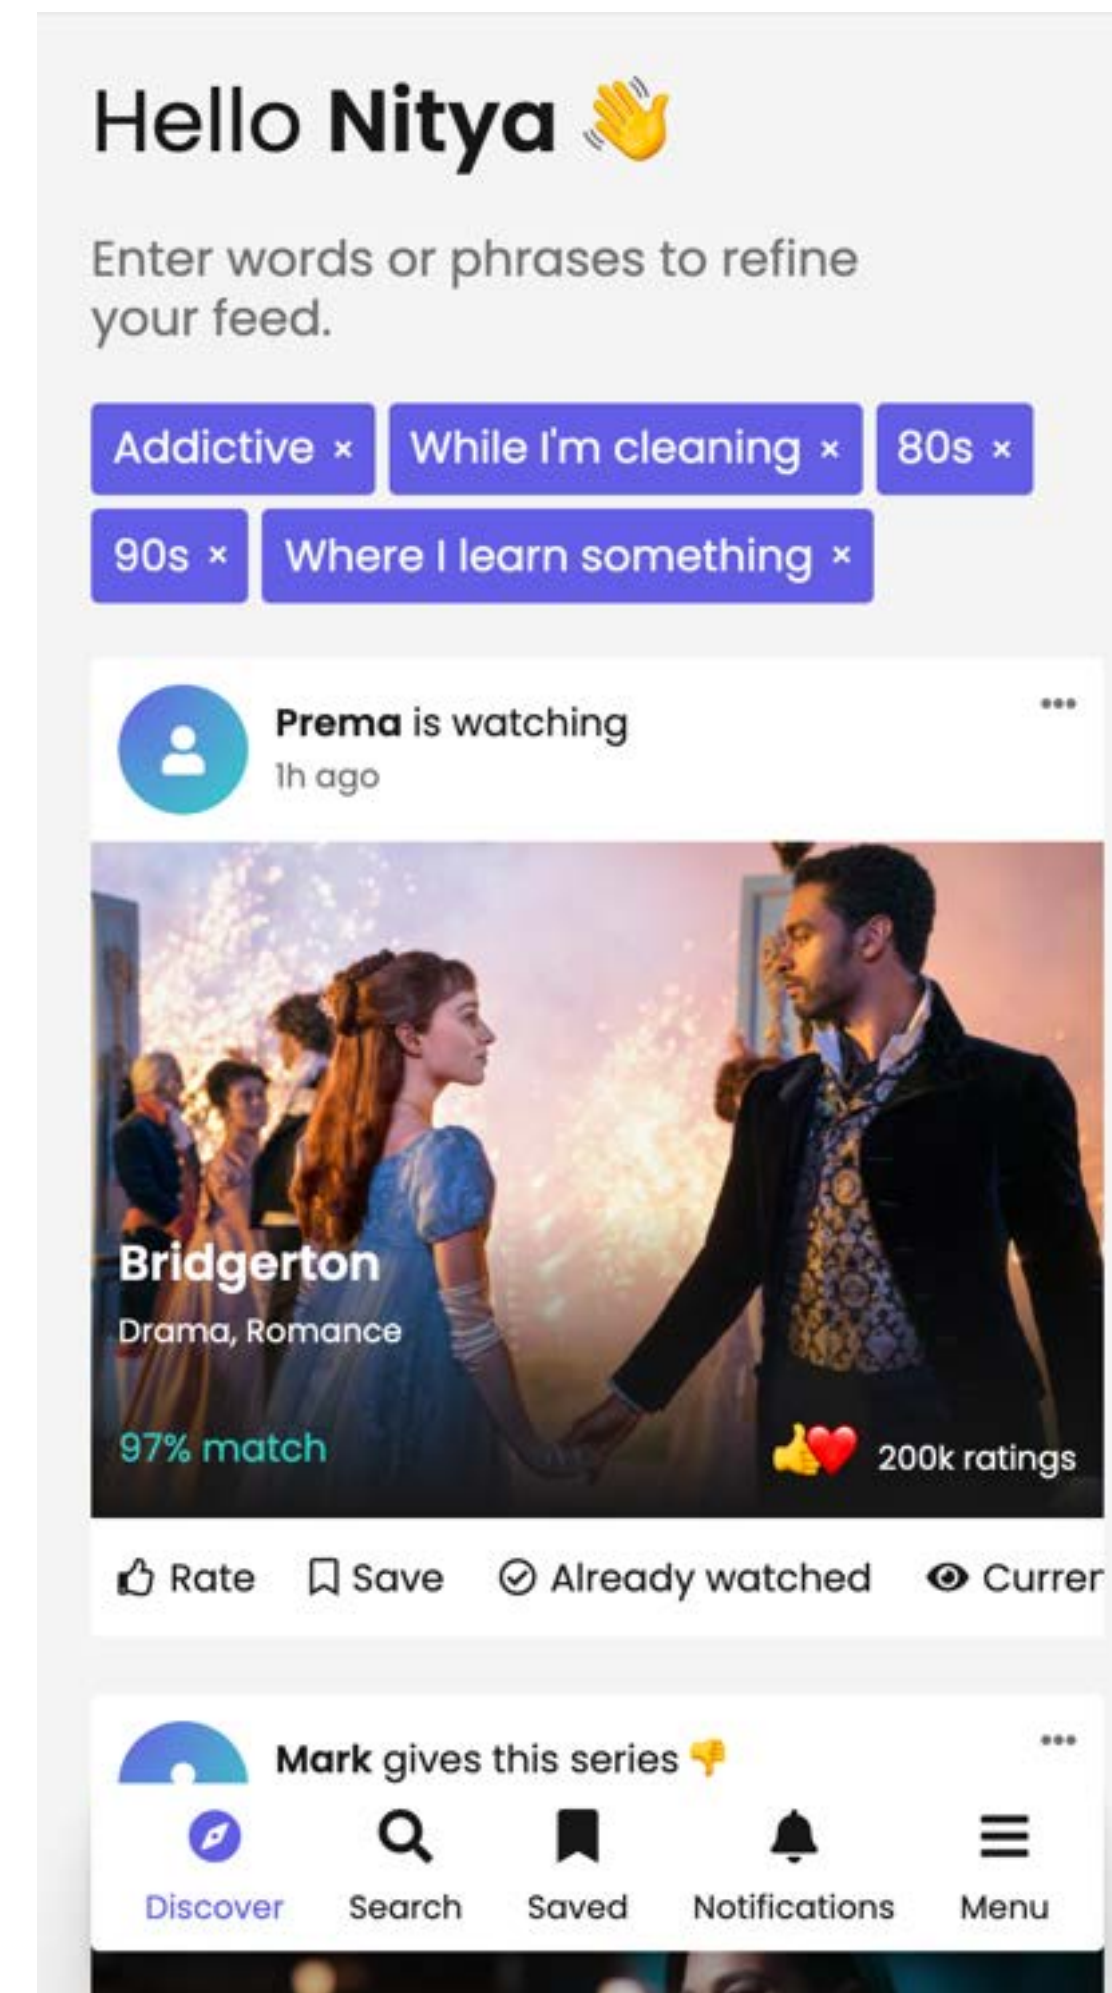 Hello Nitya 👋
Enter words or phrases to refine
your feed.
Addictive × While I'm cleaning × 80s ×
90s × Where I learn something ×
Prema is watching
1h ago
Bridgerton
Drama, Romance
97% match
200k ratings
Rate Save Already watched Curren
Mark gives this series 👎
Discover Search Saved Notifications Menu